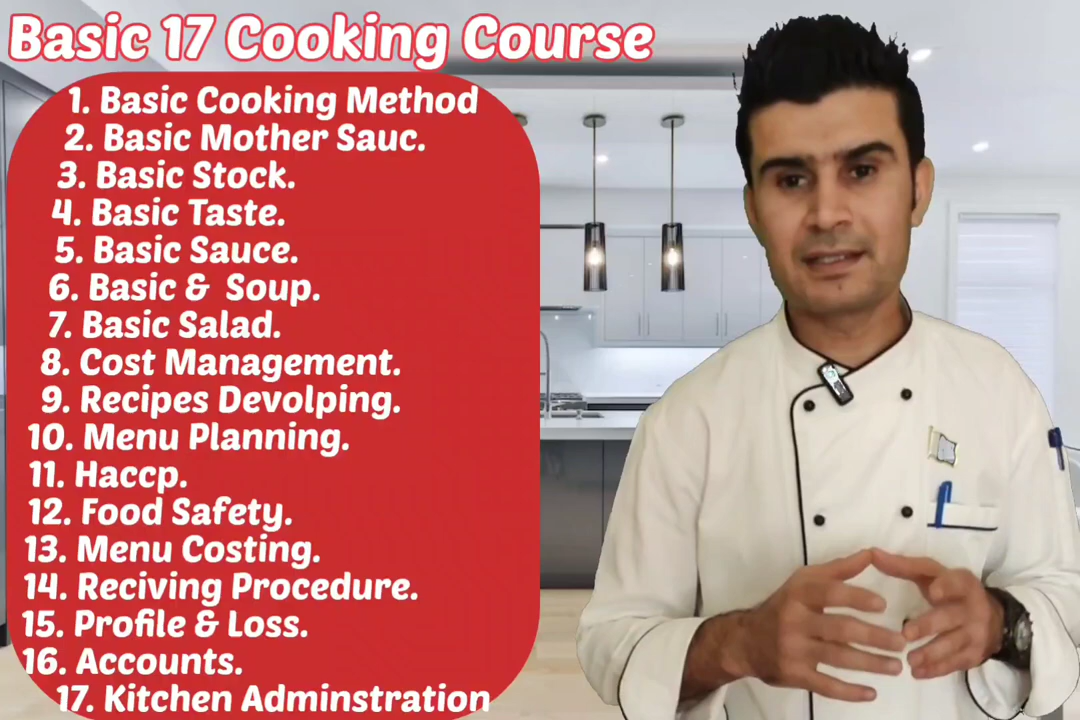 Basic 17 Cooking Course
1. Basic Cooking Method
2. Basic Mother Sauc.
3. Basic Stock.
4. Basic Taste.
5. Basic Sauce.
6. Basic & Soup.
7. Basic Salad.
8. Cost Management.
9. Recipes Devolping.
10. Menu Planning.
11. Haccp.
12. Food Safety.
13. Menu Costing.
14. Reciving Procedure.
15. Profile & Loss.
16. Accounts.
17. Kitchen Adminstration